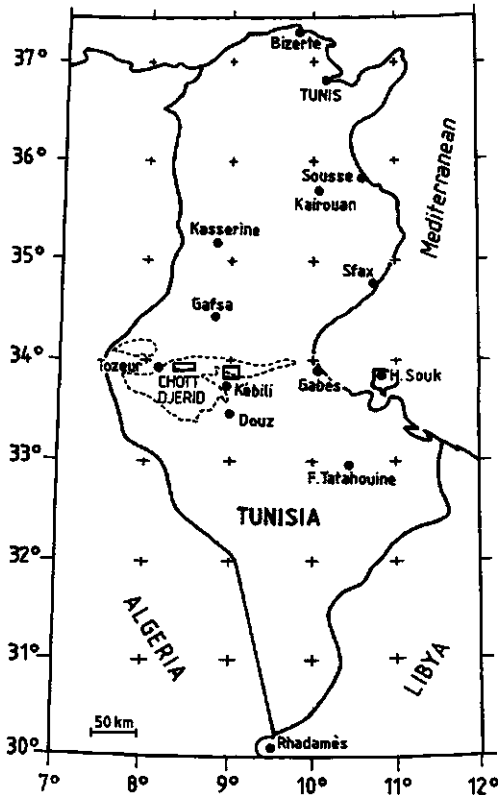 37°
36°
35°
34°
33°
32°
31°
30°
Bizerte
TUNIS
Sousse
Kairouan
Mediterranean
Kasserine
Sfax
Gafsa
Tozeur
CHOTT
DJERID
Kebili
Gabès
H. Souk
Douz
F. Tatahouine
TUNISIA
ALGERIA
LIBYA
50 km
Rhadamès
7°
8°
9°
10°
11°
12°